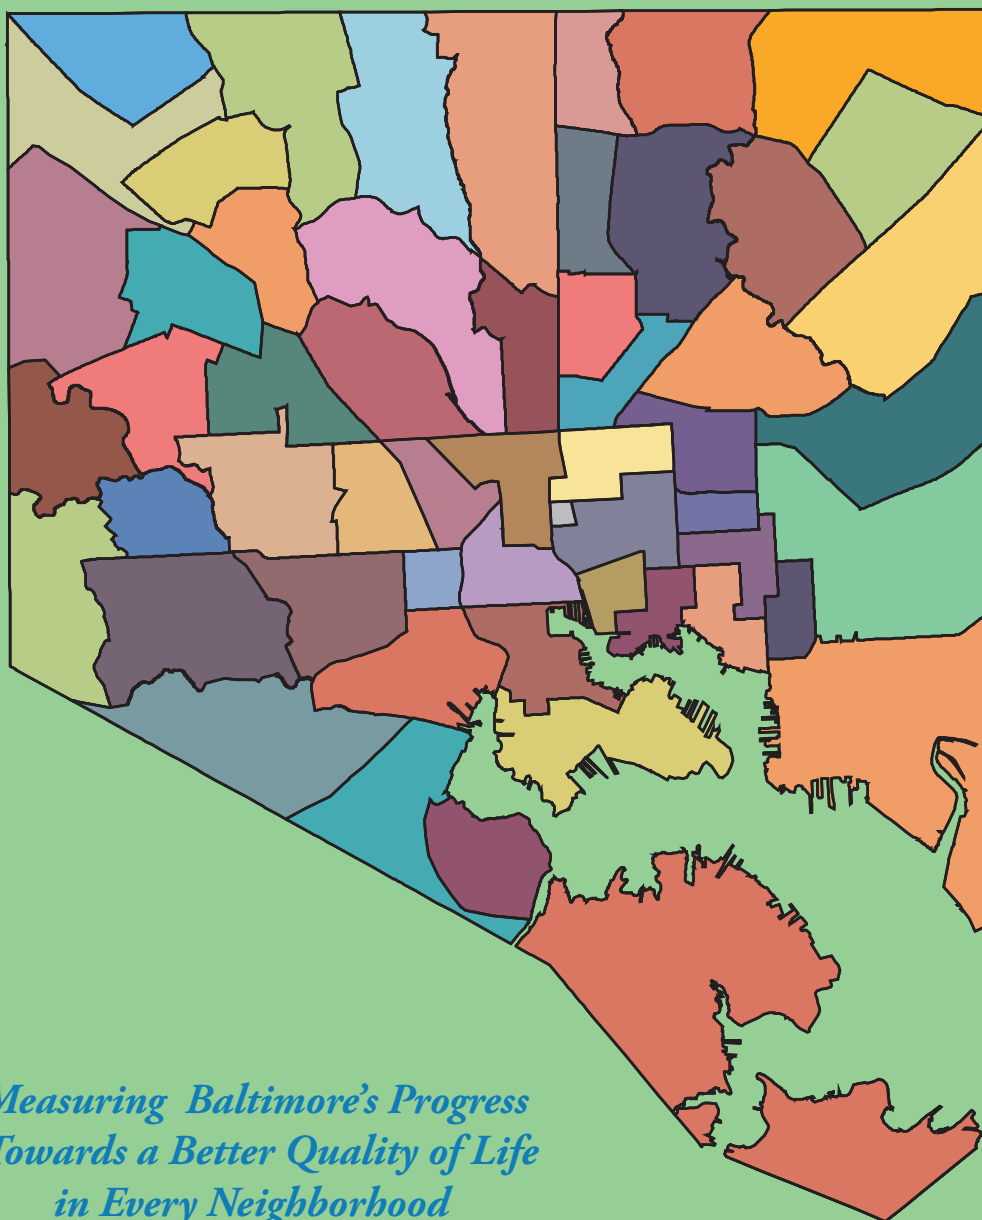 Measuring Baltimore's Progress
Towards a Better Quality of Life
in Every Neighborhood